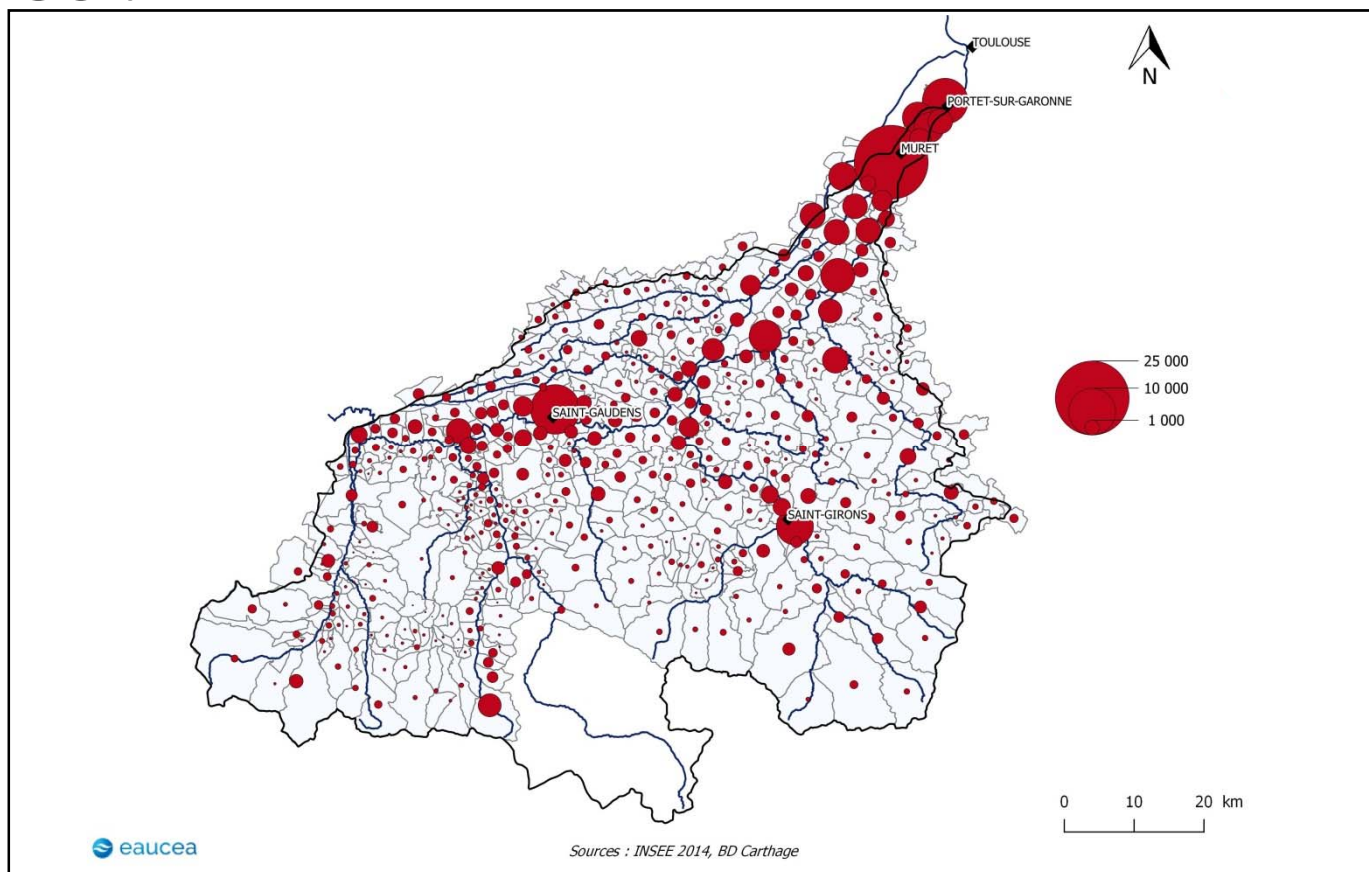 TOULOUSE
N
PORTET-SUR-GARONNE
MURET
25 000
10 000
1 000
SAINT-GAUDENS
SAINT-GIRONS
0 10 20 km
eaucea
Sources : INSEE 2014, BD Carthage